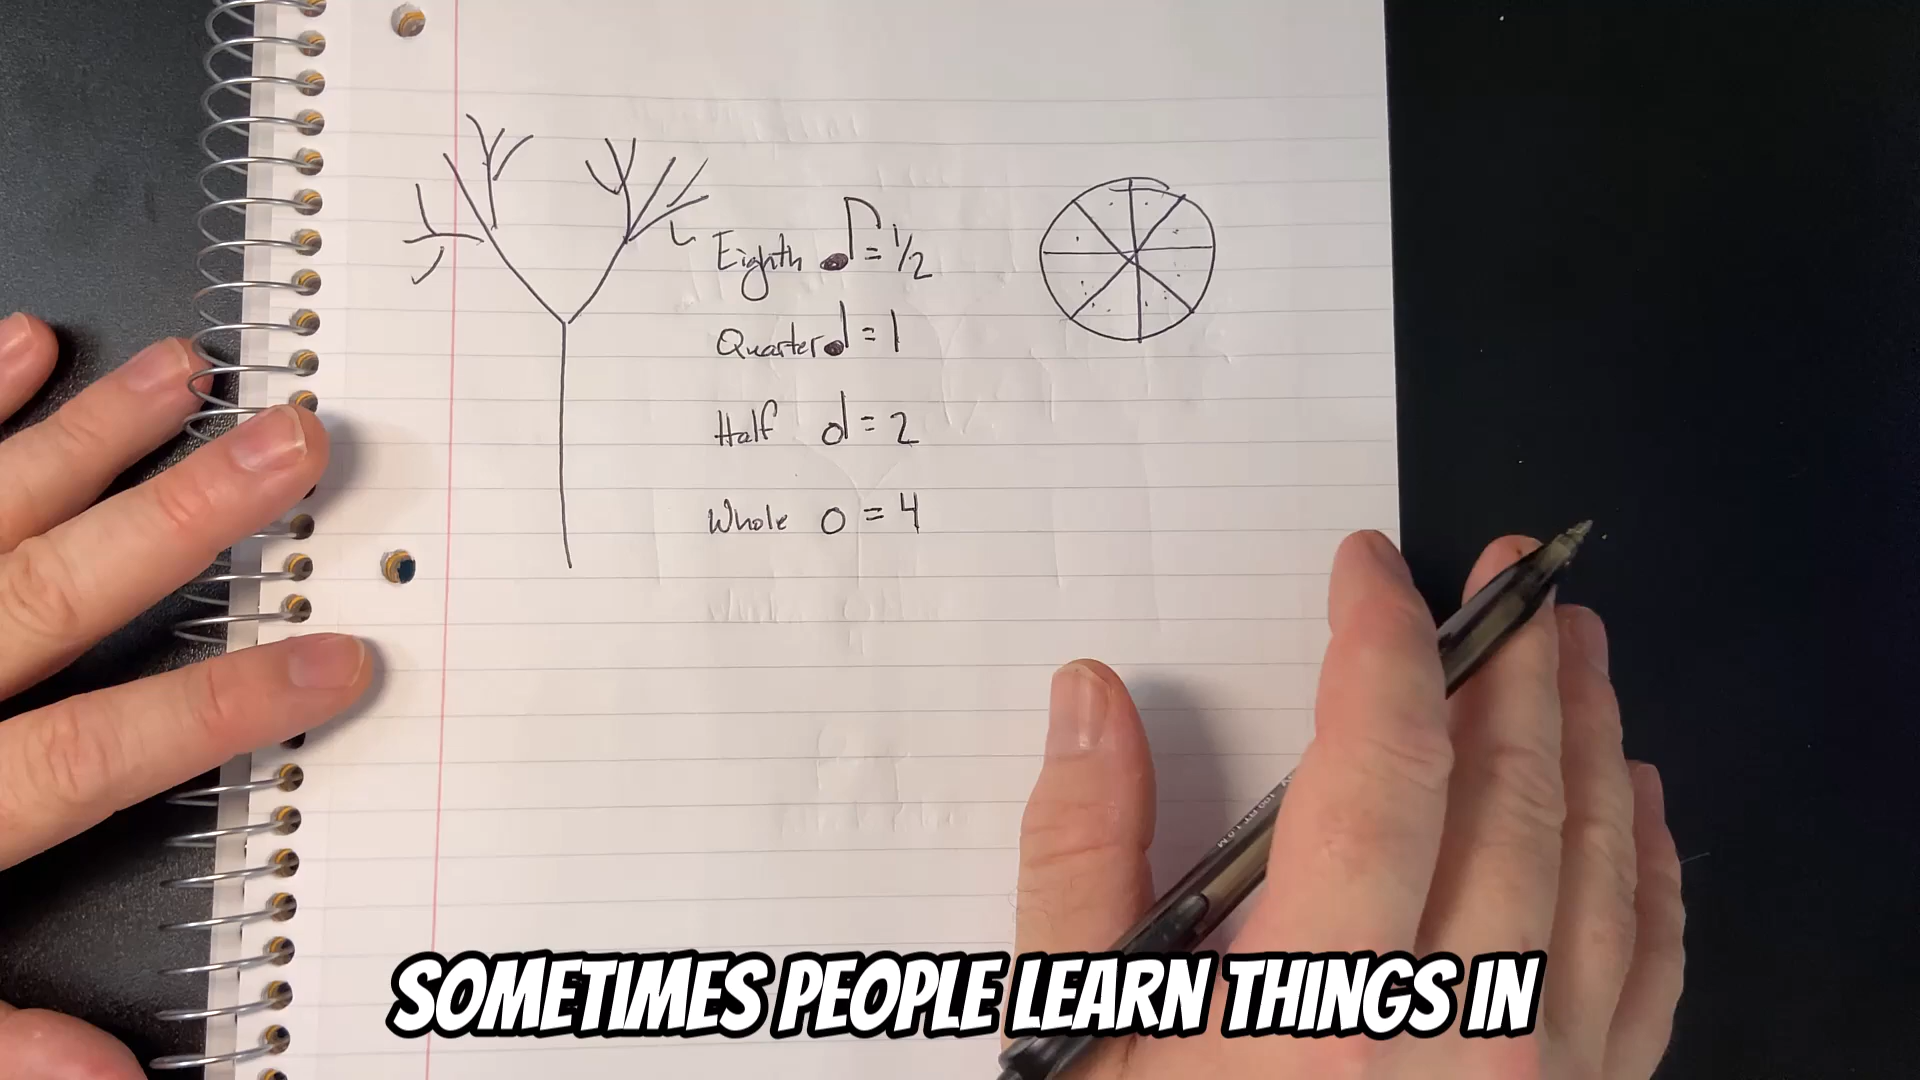 Eighth 𝅘𝅥𝅮 = 1/2
Quarter ♩ = 1
Half 𝅗𝅥 = 2
Whole o = 4
SOMETIMES PEOPLE LEARN THINGS IN